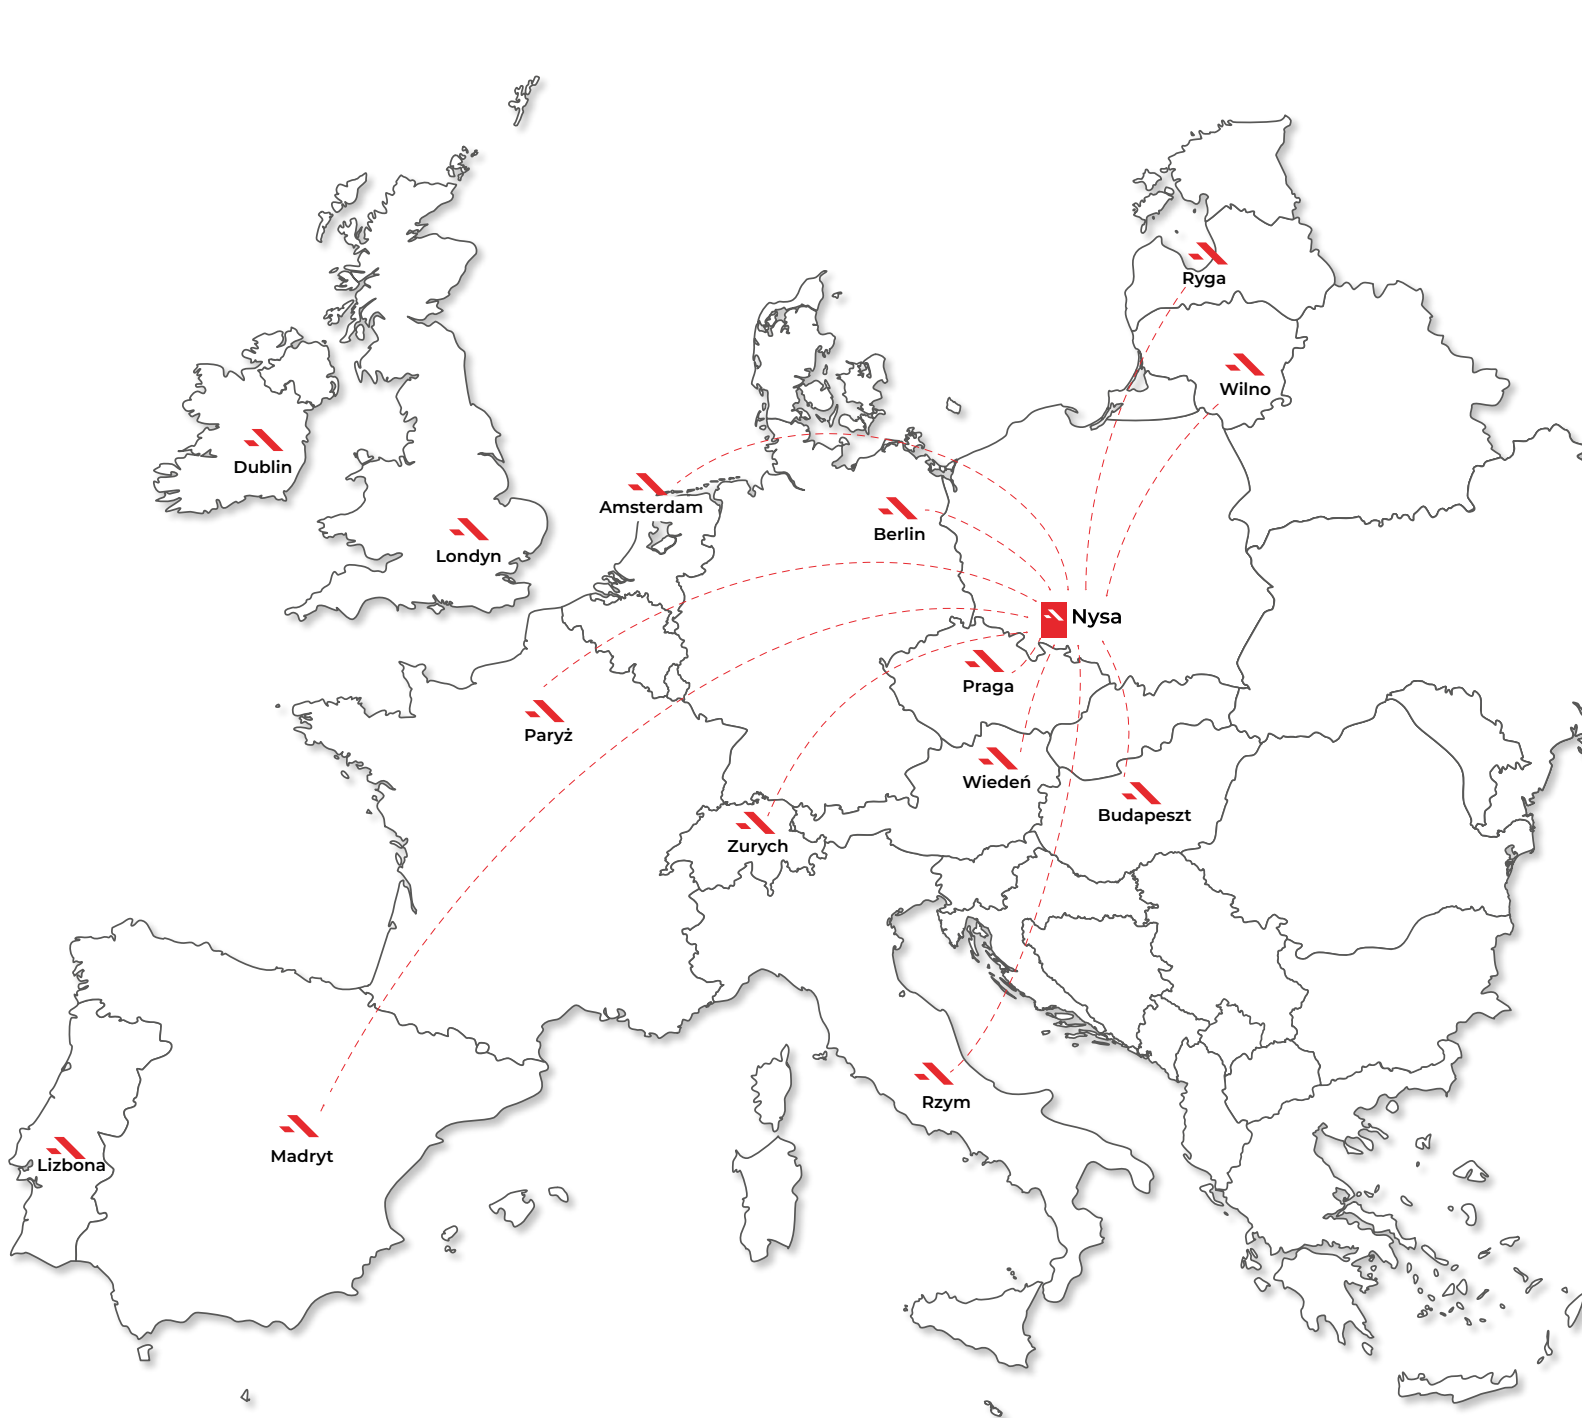 Ryga
Wilno
Dublin
Amsterdam
Berlin
Londyn
Nysa
Praga
Paryż
Wiedeń
Budapeszt
Zurych
Rzym
Madryt
Lizbona